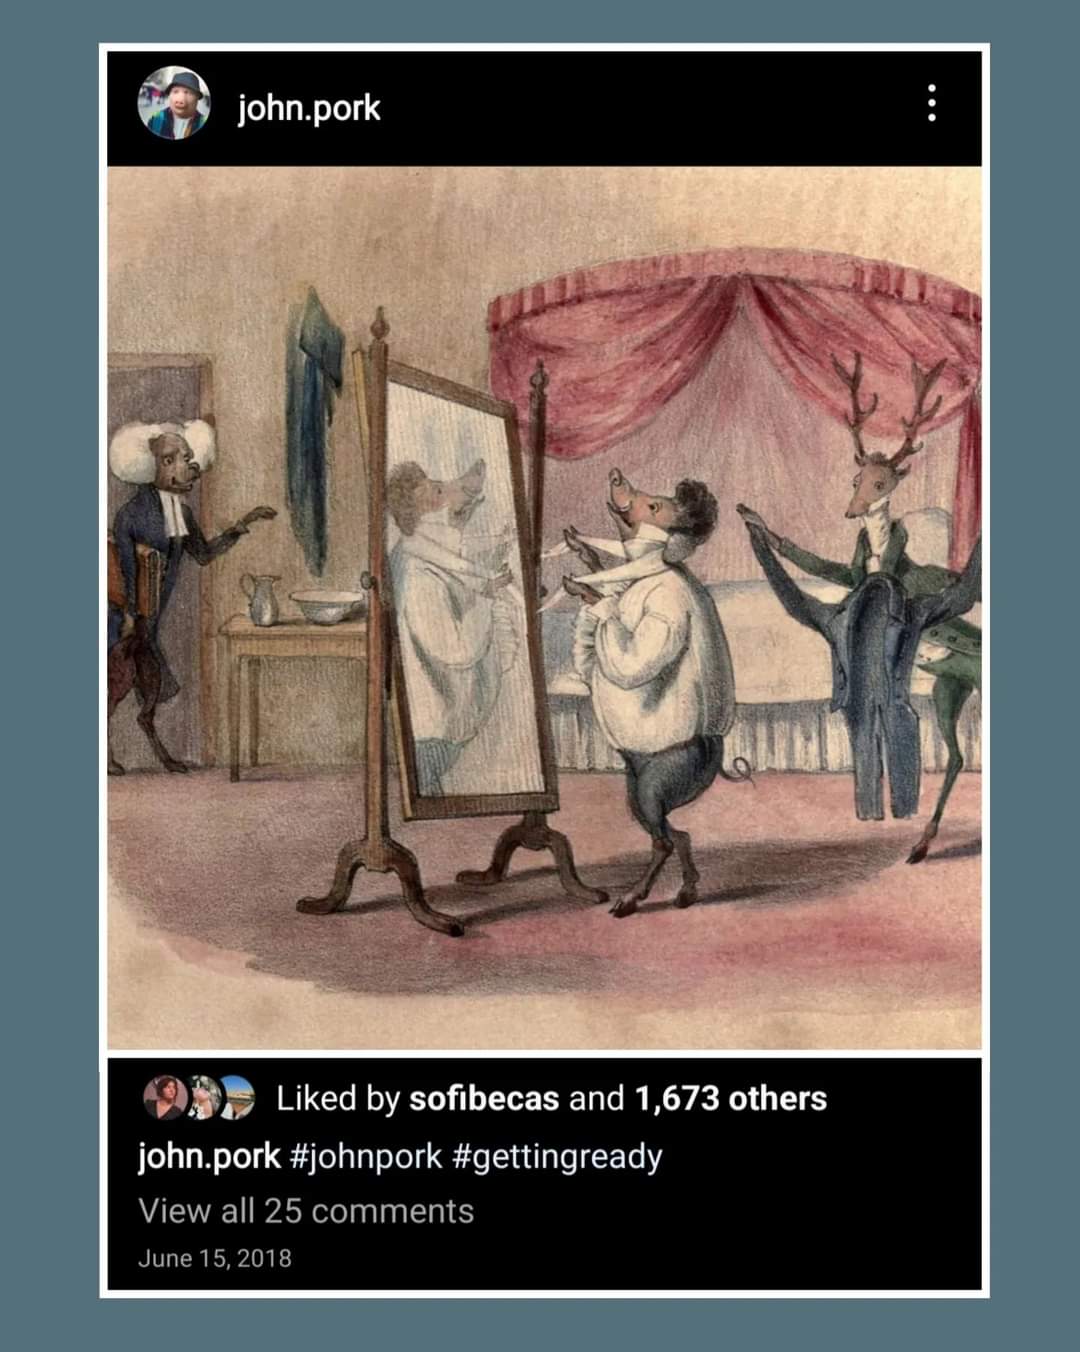 john.pork
Liked by sofibecas and 1,673 others
john.pork #johnpork #gettingready
View all 25 comments
June 15, 2018